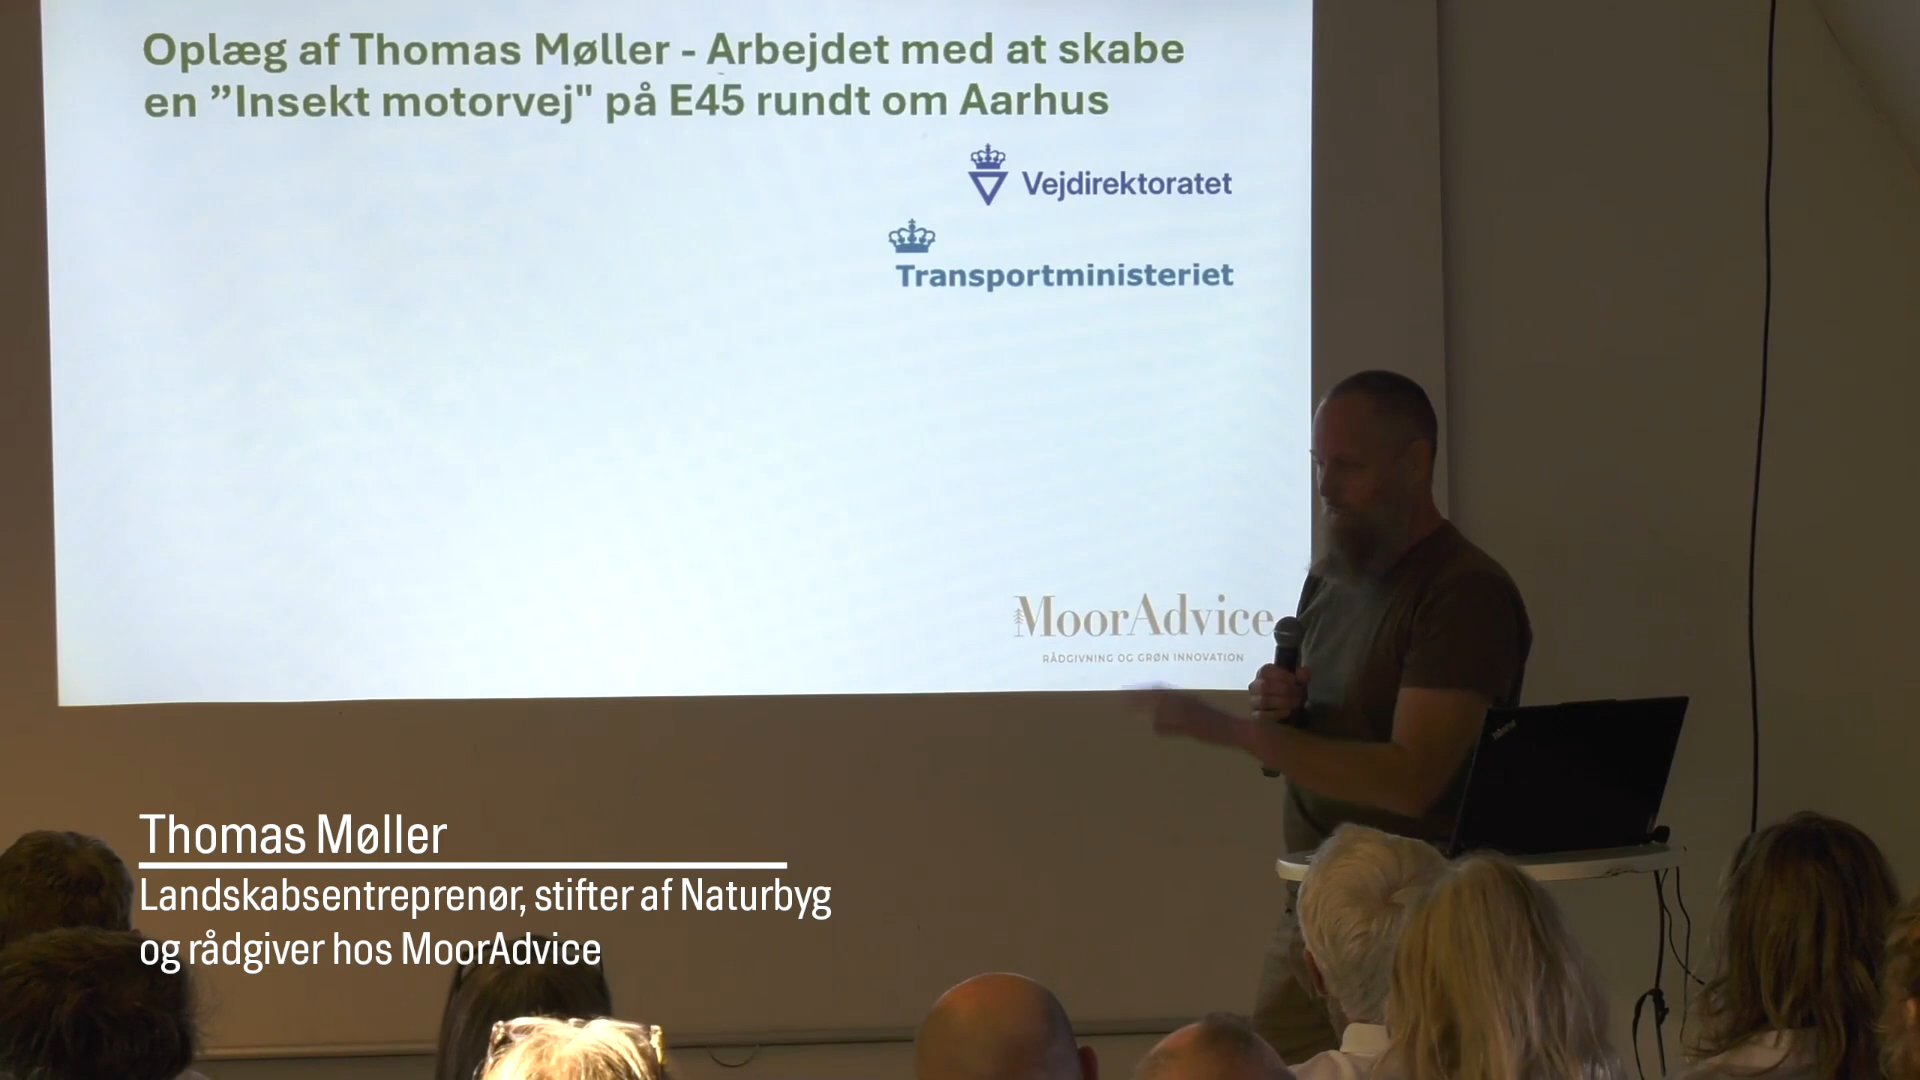 Oplæg af Thomas Møller - Arbejdet med at skabe
en ”Insekt motorvej" på E45 rundt om Aarhus
Vejdirektoratet
Transportministeriet
MoorAdvice
RÅDGIVNING OG GRØN INNOVATION
Thomas Møller
Landskabsentreprenør, stifter af Naturbyg
og rådgiver hos MoorAdvice